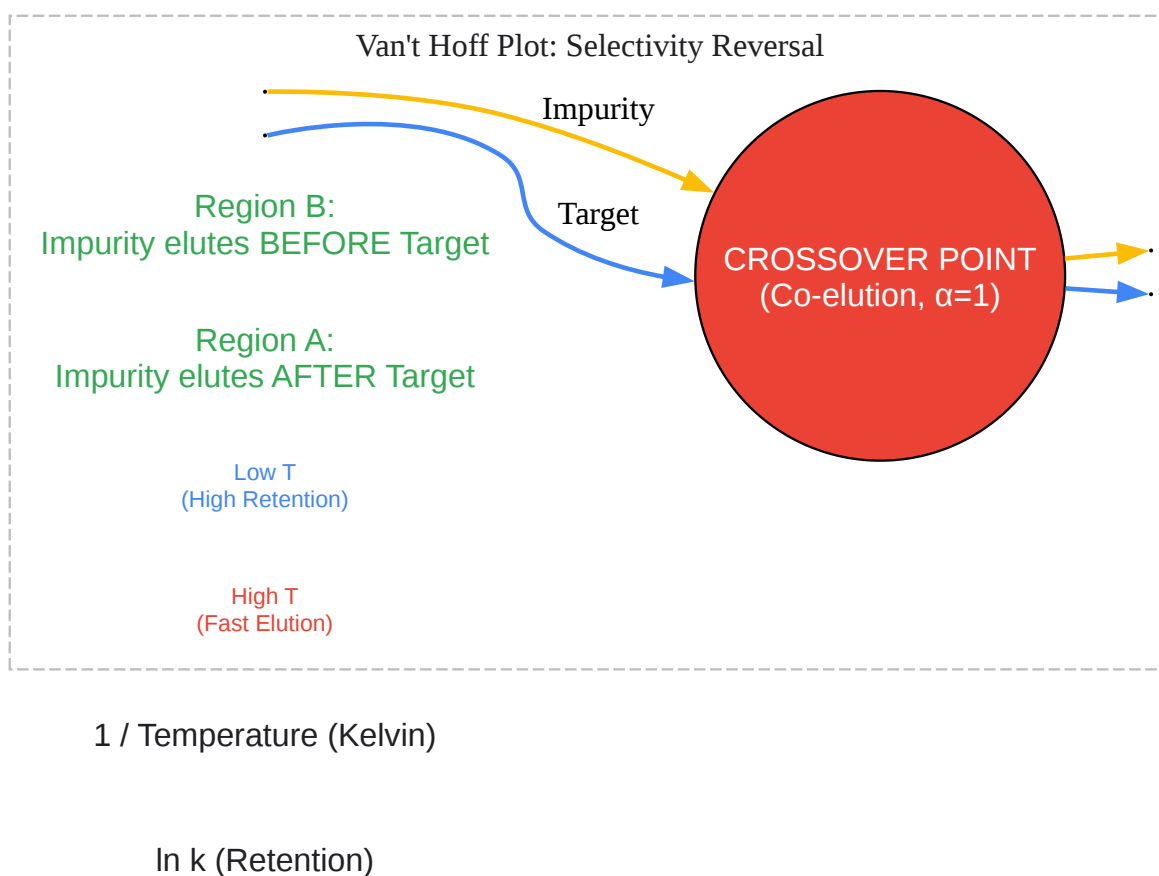 Van't Hoff Plot: Selectivity Reversal
Impurity
Target
Region B:
Impurity elutes BEFORE Target
CROSSOVER POINT
(Co-elution, α=1)
Region A:
Impurity elutes AFTER Target
Low T
(High Retention)
High T
(Fast Elution)
1 / Temperature (Kelvin)
ln k (Retention)